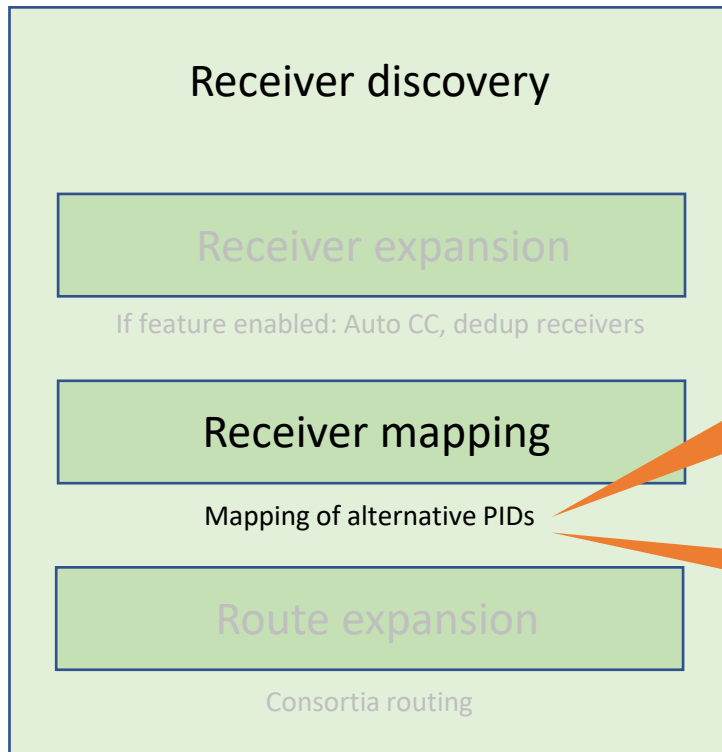 Receiver discovery
Receiver expansion
If feature enabled: Auto CC, dedup receivers
Receiver mapping
Mapping of alternative PIDs
Route expansion
Consortia routing